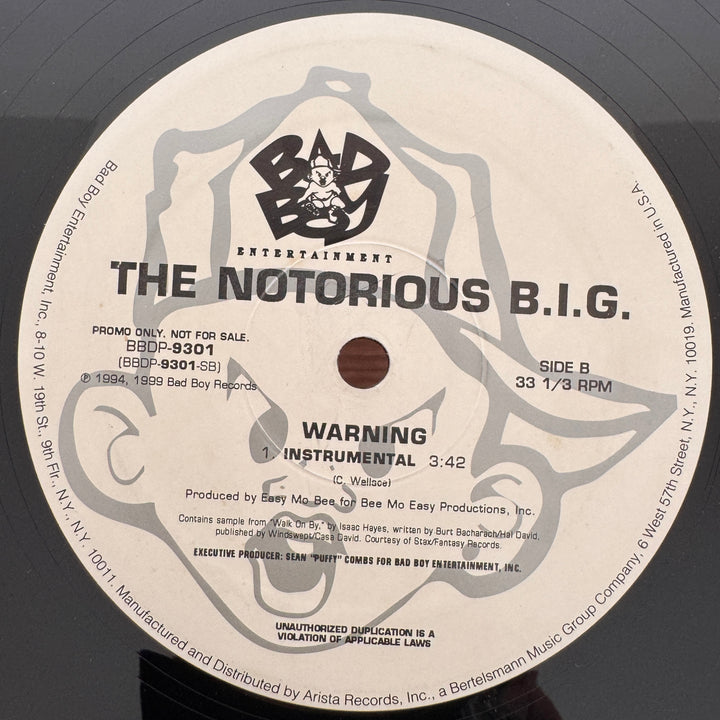 BAD
BOY
ENTERTAINMENT
THE NOTORIOUS B.I.G.
PROMO ONLY. NOT FOR SALE.
BBDP-9301
(BBDP-9301-SB)
℗ 1994, 1999 Bad Boy Records
SIDE B
33 1/3 RPM
WARNING
1. INSTRUMENTAL 3:42
(C. Wallace)
Produced by Easy Mo Bee for Bee Mo Easy Productions, Inc.
Contains sample from "Walk On By," by Isaac Hayes, written by Burt Bacharach/Hal David,
published by Windswept/Casa David. Courtesy of Stax/Fantasy Records.
EXECUTIVE PRODUCER: SEAN "PUFFY" COMBS FOR BAD BOY ENTERTAINMENT, INC.
UNAUTHORIZED DUPLICATION IS A
VIOLATION OF APPLICABLE LAWS
Bad Boy Entertainment, Inc., 8-10 W. 19th St., 9th Flr., N.Y., N.Y. 10011. Manufactured and Distributed by Arista Records, Inc., a Bertelsmann Music Group Company, 6 West 57th Street, N.Y., N.Y. 10019. Manufactured in U.S.A.